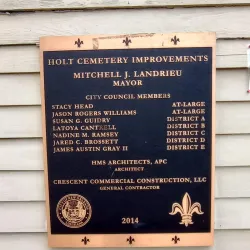 HOLT CEMETERY IMPROVEMENTS
MITCHELL J. LANDRIEU
MAYOR
CITY COUNCIL MEMBERS
STACY HEAD AT-LARGE
JASON ROGERS WILLIAMS AT-LARGE
SUSAN G. GUIDRY DISTRICT A
LATOYA CANTRELL DISTRICT B
NADINE M. RAMSEY DISTRICT C
JARED C. BROSSETT DISTRICT D
JAMES AUSTIN GRAY II DISTRICT E
HMS ARCHITECTS, APC
ARCHITECT
CRESCENT COMMERCIAL CONSTRUCTION, LLC
GENERAL CONTRACTOR
2014